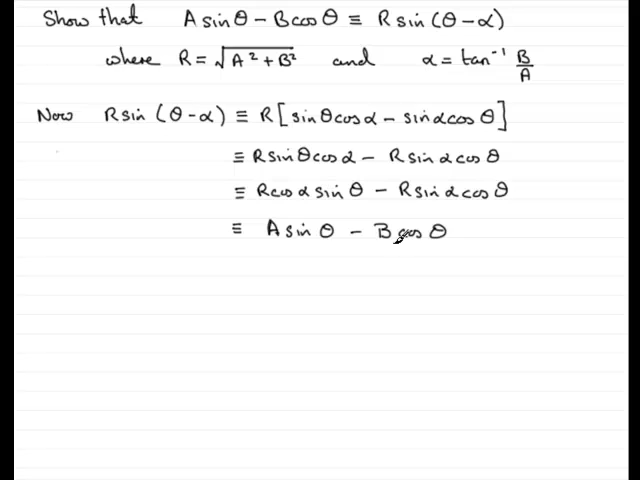 Show that A sin θ − B cos θ ≡ R sin (θ − α)
where R = √A² + B² and α = tan⁻¹ B/A
Now R sin (θ − α) ≡ R [ sin θ cos α − sin α cos θ ]
≡ R sin θ cos α − R sin α cos θ
≡ R cos α sin θ − R sin α cos θ
≡ A sin θ − B cos θ